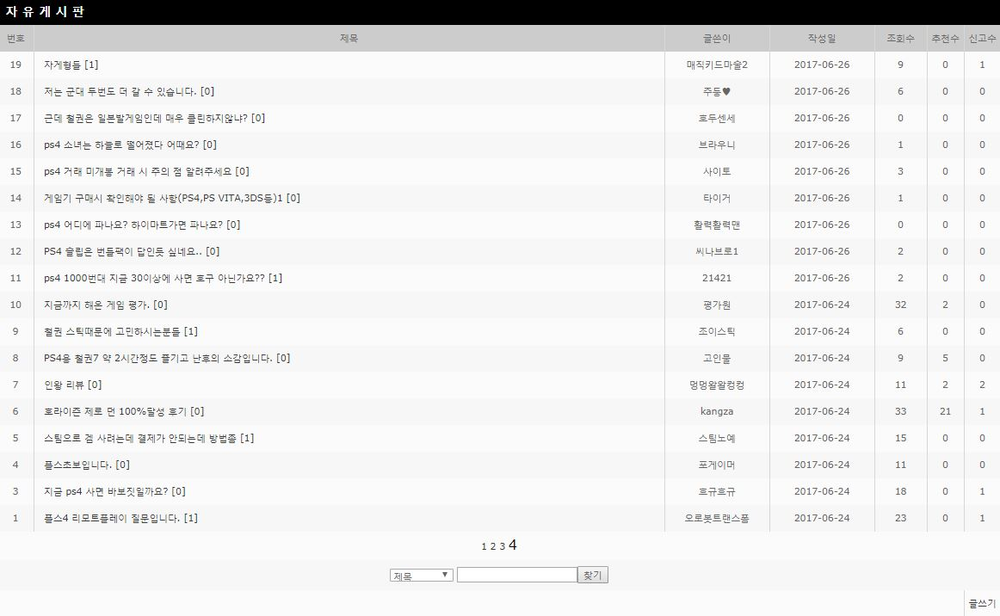 자 유 게 시 판
번호 제목 글쓴이 작성일 조회수 추천수 신고수
19 자게형들 [1] 매직키드마술2 2017-06-26 9 0 1
18 저는 군대 두번도 더 갈 수 있습니다. [0] 주둥♥ 2017-06-26 6 0 0
17 근데 철권은 일본발게임인데 매우 클린하지않냐? [0] 호두센세 2017-06-26 0 0 0
16 ps4 소녀는 하늘로 떨어졌다 어때요? [0] 브라우니 2017-06-26 1 0 0
15 ps4 거래 미개봉 거래 시 주의 점 알려주세요 [0] 사이토 2017-06-26 3 0 0
14 게임기 구매시 확인해야 될 사항(PS4,PS VITA,3DS등)1 [0] 타이거 2017-06-26 1 0 0
13 ps4 어디에 파나요? 하이마트가면 파나요? [0] 활력활력맨 2017-06-26 0 0 0
12 PS4 슬림은 번들팩이 답인듯 싶네요.. [0] 씨나브로1 2017-06-26 2 0 0
11 ps4 1000번대 지금 30이상에 사면 호구 아닌가요?? [1] 21421 2017-06-26 2 0 0
10 지금까지 해온 게임 평가. [0] 평가원 2017-06-24 32 2 0
9 철권 스틱때문에 고민하시는분들 [1] 조이스틱 2017-06-24 6 0 0
8 PS4용 철권7 약 2시간정도 플기고 난후의 소감입니다. [0] 고인물 2017-06-24 9 5 0
7 인왕 리뷰 [0] 멍멍왈왈컹컹 2017-06-24 11 2 2
6 호라이즌 제로 던 100%달성 후기 [0] kangza 2017-06-24 33 21 1
5 스팀으로 겜 사려는데 결제가 안되는데 방법좀 [1] 스팀노예 2017-06-24 15 0 0
4 플스초보입니다. [0] 포게이머 2017-06-24 11 0 0
3 지금 ps4 사면 바보짓일까요? [0] 흐규흐규 2017-06-24 18 0 1
1 플스4 리모트플레이 질문입니다. [1] 오로봇트랜스폼 2017-06-24 23 0 1
1 2 3 4
제목 ▼ 찾기
글쓰기